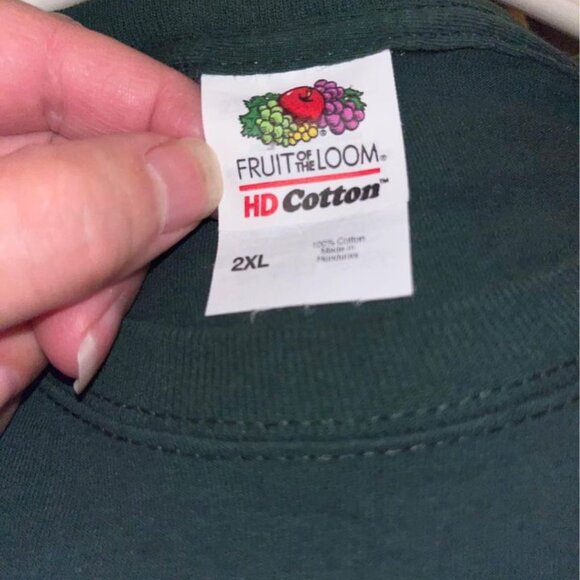 FRUIT OF THE LOOM®
HD Cotton™
2XL
100% Cotton
Made in
Honduras